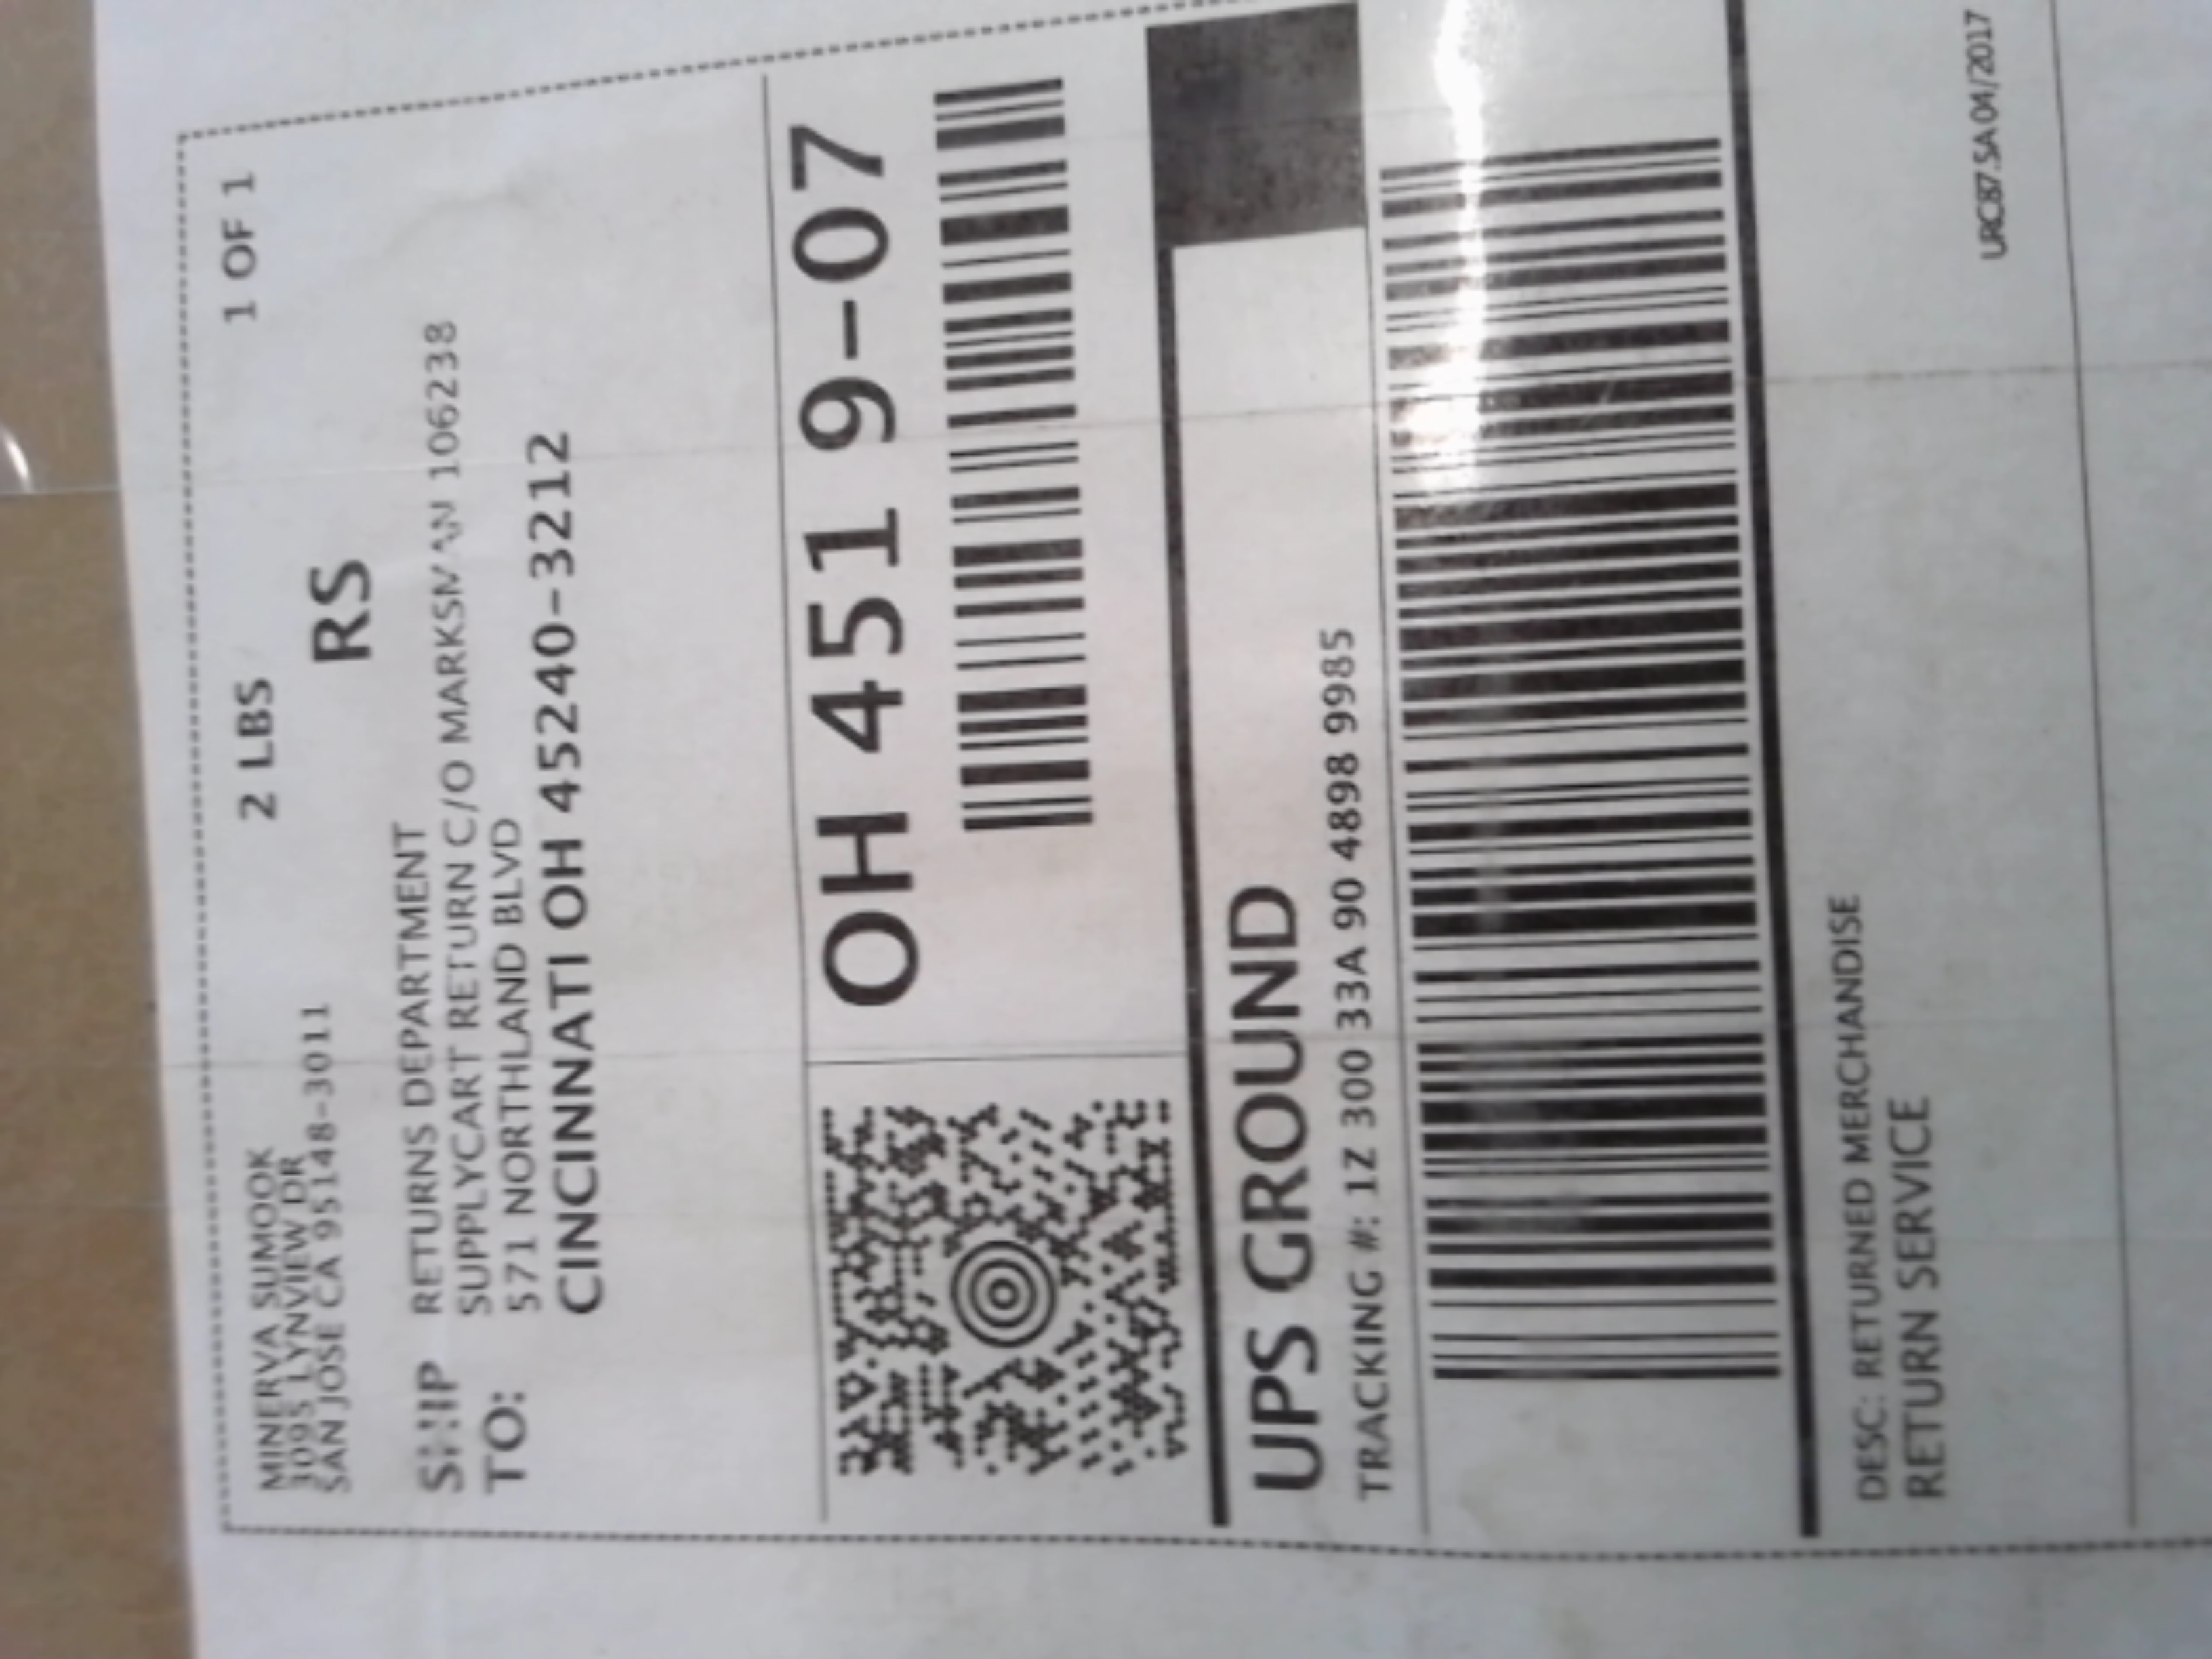 MINERVA SUMOOK
3095 LYNVIEW DR
SAN JOSE CA 95148-3011
2 LBS
1 OF 1
RS
SHIP
TO:
RETURNS DEPARTMENT
SUPPLYCART RETURN C/O MARKSMAN 106238
571 NORTHLAND BLVD
CINCINNATI OH 45240-3212
OH 451 9-07
UPS GROUND
TRACKING #: 1Z 300 33A 90 4898 9985
DESC: RETURNED MERCHANDISE
RETURN SERVICE
URC87.5A 04/2017